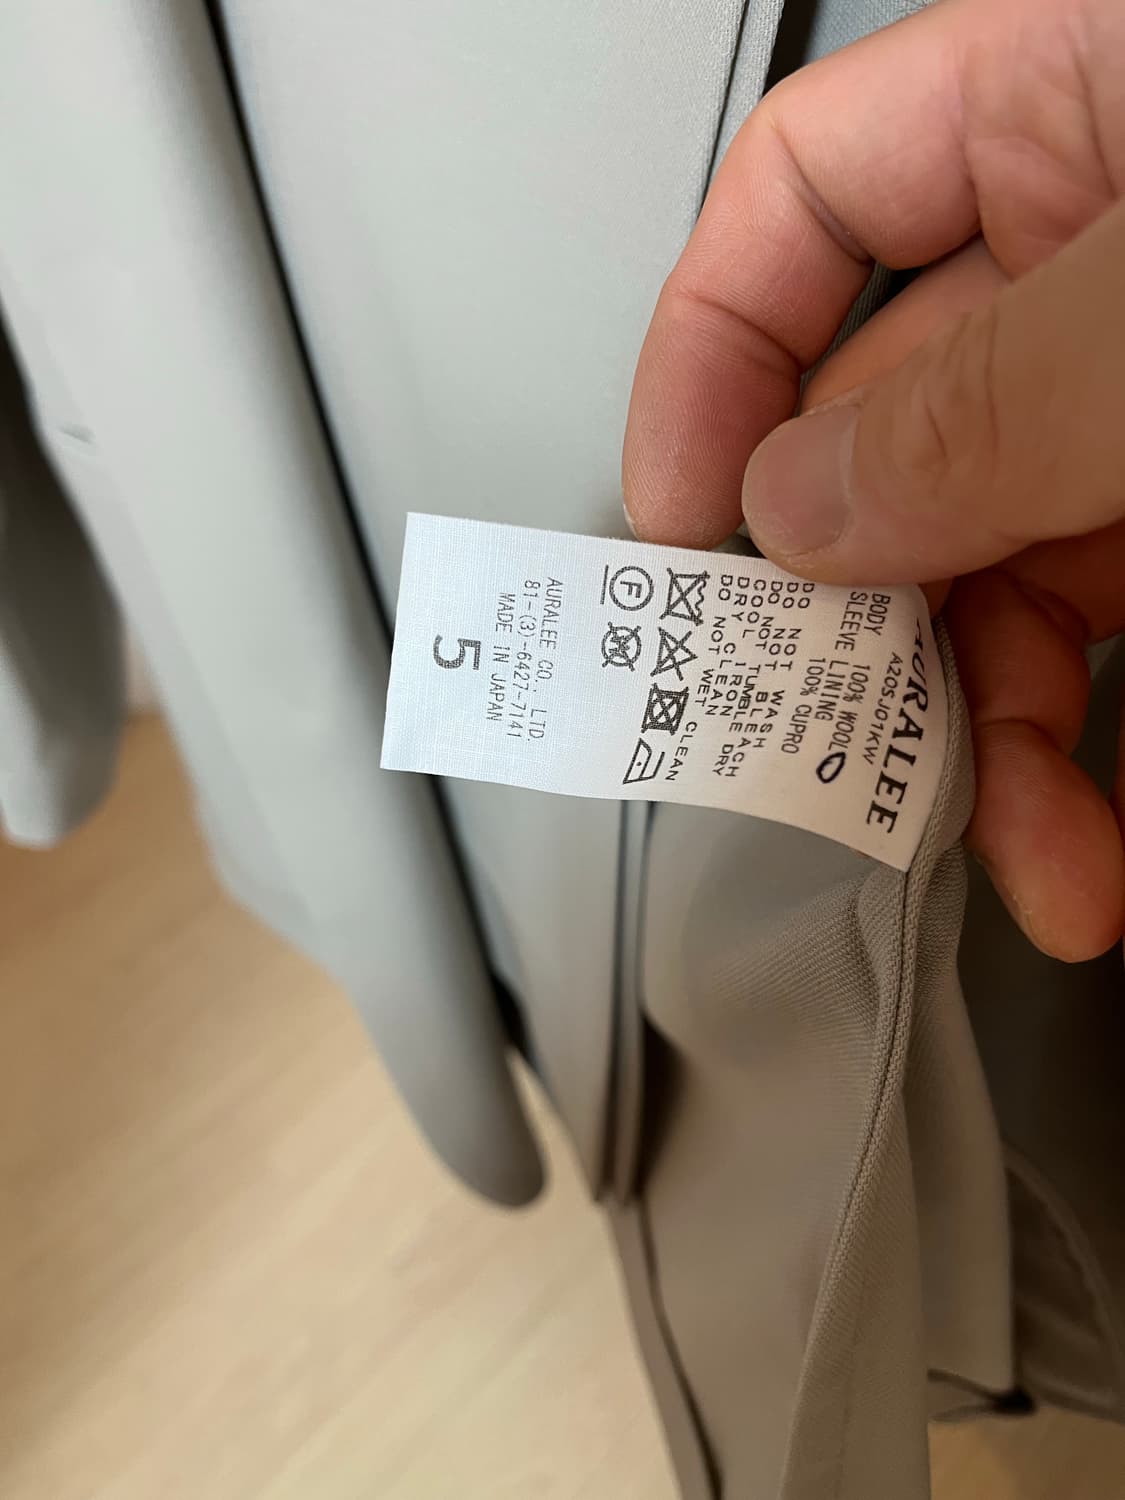 AURALEE
A20SJ01KW
BODY 100% WOOL
SLEEVE LINING
100% CUPRO
DO NOT WASH
DO NOT BLEACH
DO NOT TUMBLE DRY
COOL IRON
DRY CLEAN
DO NOT WET CLEAN
F
W
AURALEE CO., LTD.
81-(3)-6427-7141
MADE IN JAPAN
5